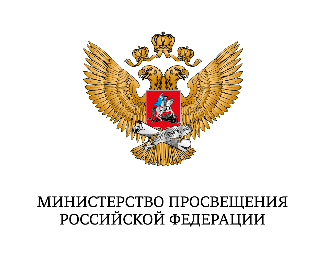 МИНИСТЕРСТВО ПРОСВЕЩЕНИЯ
РОССИЙСКОЙ ФЕДЕРАЦИИ